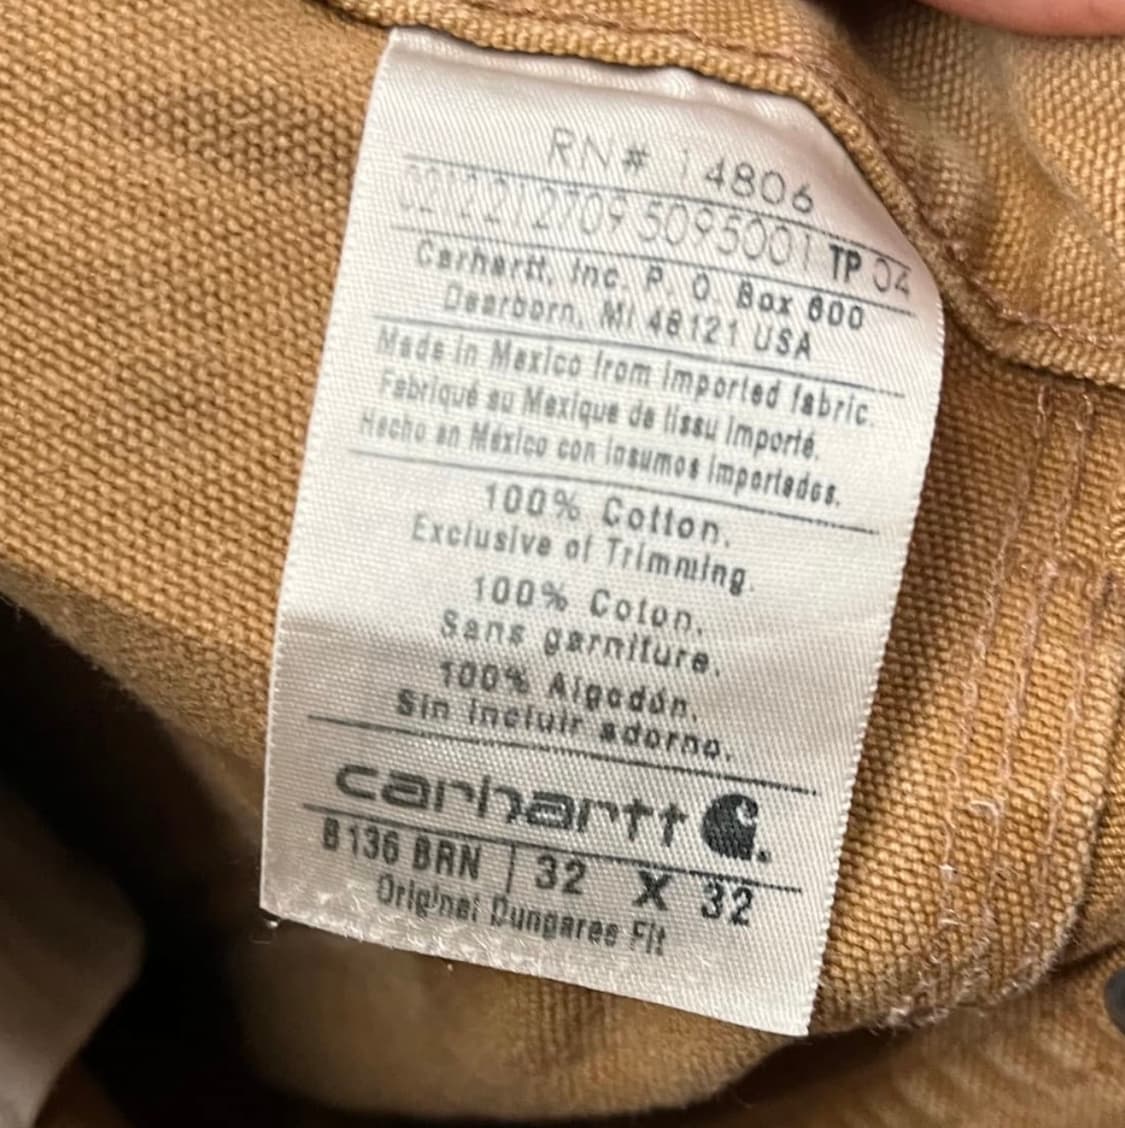 RN# 14806
0212212709 5095001 TP 04
Carhartt, Inc. P. O. Box 600
Dearborn, MI 48121 USA
Made in Mexico from imported fabric.
Fabriqué au Mexique de tissu importé.
Hecho en México con insumos importados.
100% Cotton.
Exclusive of Trimming.
100% Coton.
Sans garniture.
100% Algodón.
Sin incluir adorno.
carhartt
B136 BRN 32 X 32
Original Dungaree Fit